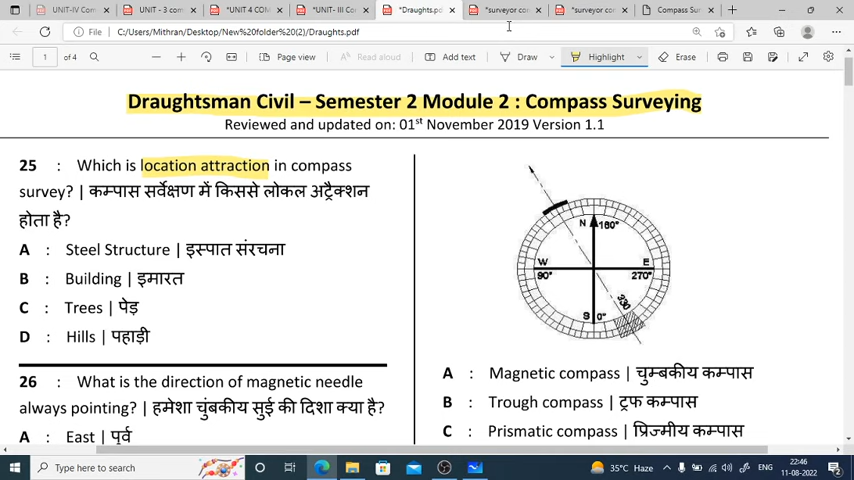 UNIT-IV Com
UNIT - 3 com
*UNIT 4 COM
*UNIT- III Co
*Draughts.pd
*surveyor co
*surveyor co
Compass Sur
File
C:/Users/Mithran/Desktop/New%20folder%20(2)/Draughts.pdf
1 of 4
Page view
Read aloud
Add text
Draw
Highlight
Erase
Draughtsman Civil – Semester 2 Module 2 : Compass Surveying
Reviewed and updated on: 01st November 2019 Version 1.1
25 : Which is location attraction in compass
survey? | कम्पास सर्वेक्षण में किससे लोकल अट्रैक्शन
होता है?
A : Steel Structure | इस्पात संरचना
B : Building | इमारत
C : Trees | पेड़
D : Hills | पहाड़ी
26 : What is the direction of magnetic needle
always pointing? | हमेशा चुंबकीय सुई की दिशा क्या है?
A : East | पूर्व
N 180°
W
90°
E
270°
330
S 0°
A : Magnetic compass | चुम्बकीय कम्पास
B : Trough compass | ट्रफ कम्पास
C : Prismatic compass | प्रिज्मीय कम्पास
Type here to search
35°C Haze
ENG
22:46
11-08-2022
2